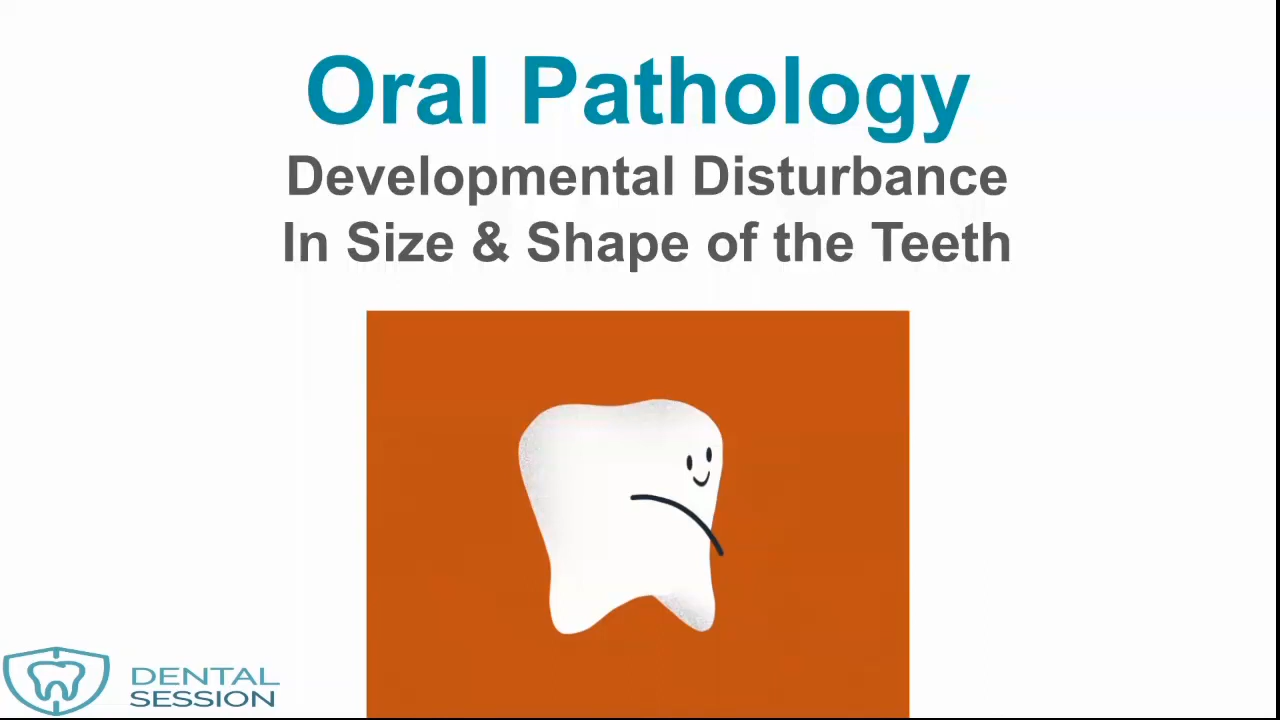 Oral Pathology
Developmental Disturbance
In Size & Shape of the Teeth
DENTAL
SESSION